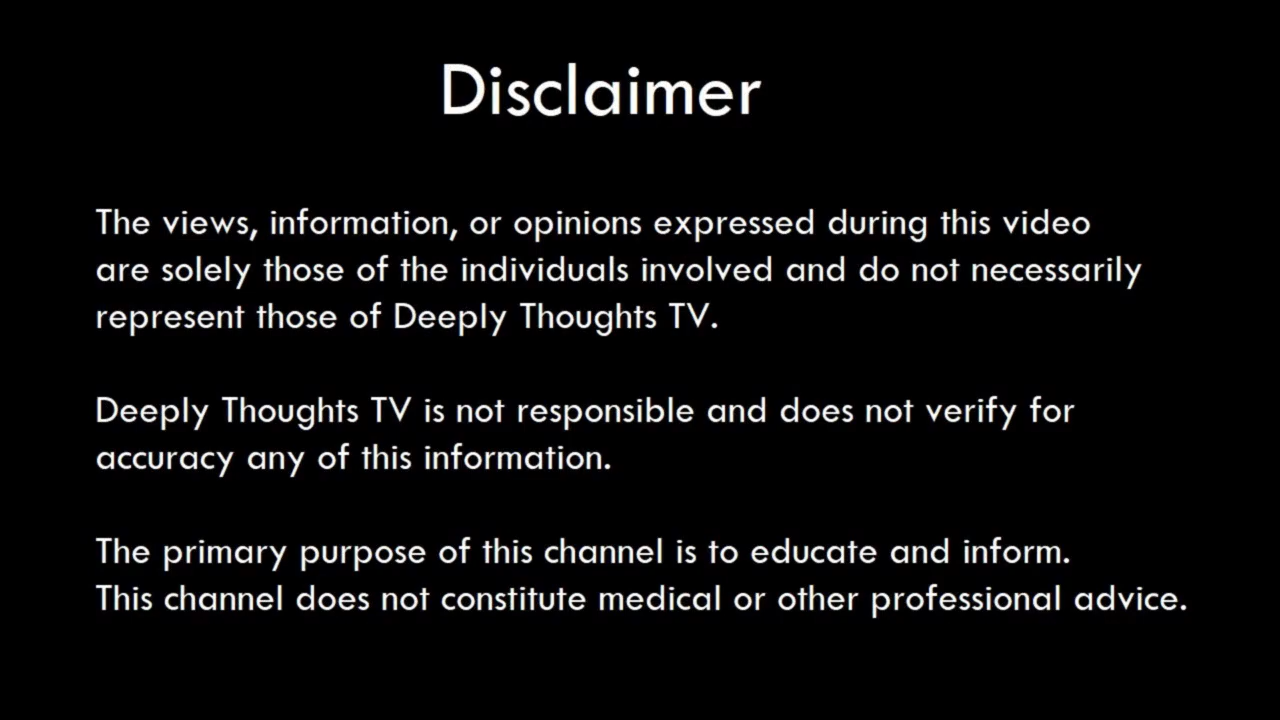 Disclaimer
The views, information, or opinions expressed during this video
are solely those of the individuals involved and do not necessarily
represent those of Deeply Thoughts TV.
Deeply Thoughts TV is not responsible and does not verify for
accuracy any of this information.
The primary purpose of this channel is to educate and inform.
This channel does not constitute medical or other professional advice.